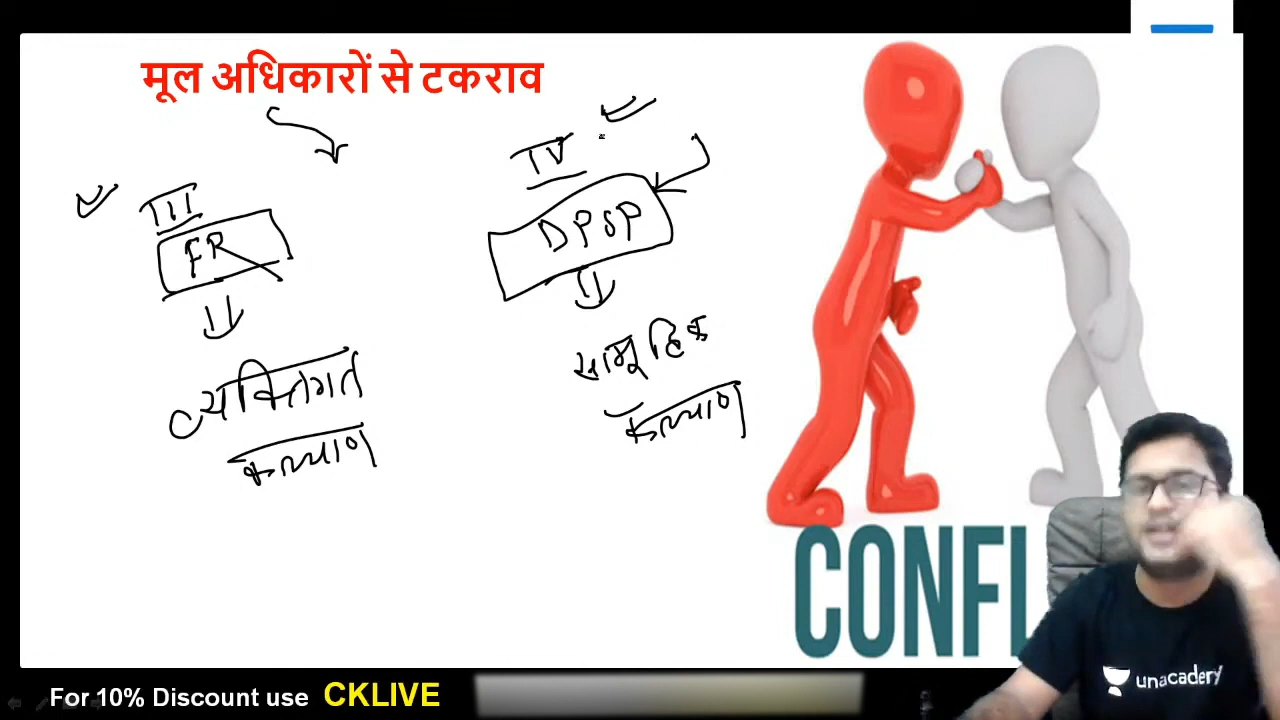 मूल अधिकारों से टकराव
III
FR
व्यक्तिगत
कल्याण
IV
DPSP
सामूहिक
कल्याण
CONFL
unacademy
For 10% Discount use CKLIVE